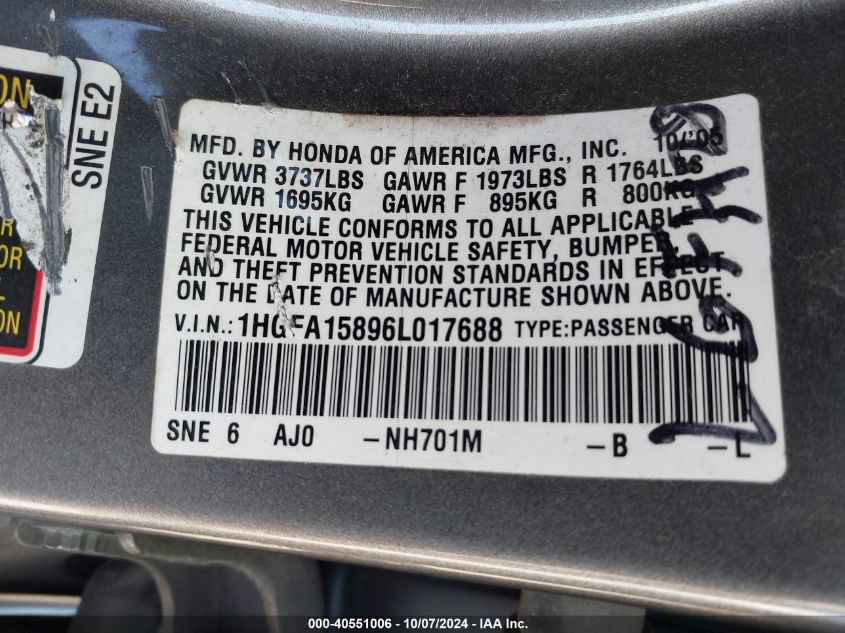 ON
SNE E2
R
OR
L
ION
MFD. BY HONDA OF AMERICA MFG., INC. 10/'05
GVWR 3737LBS GAWR F 1973LBS R 1764LBS
GVWR 1695KG GAWR F 895KG R 800KG
THIS VEHICLE CONFORMS TO ALL APPLICABLE
FEDERAL MOTOR VEHICLE SAFETY, BUMPER,
AND THEFT PREVENTION STANDARDS IN EFFECT
ON THE DATE OF MANUFACTURE SHOWN ABOVE.
V.I.N.: 1HGFA15896L017688 TYPE:PASSENGER CAR
SNE 6 AJ0 -NH701M -B -L
000-40551006 - 10/07/2024 - IAA Inc.